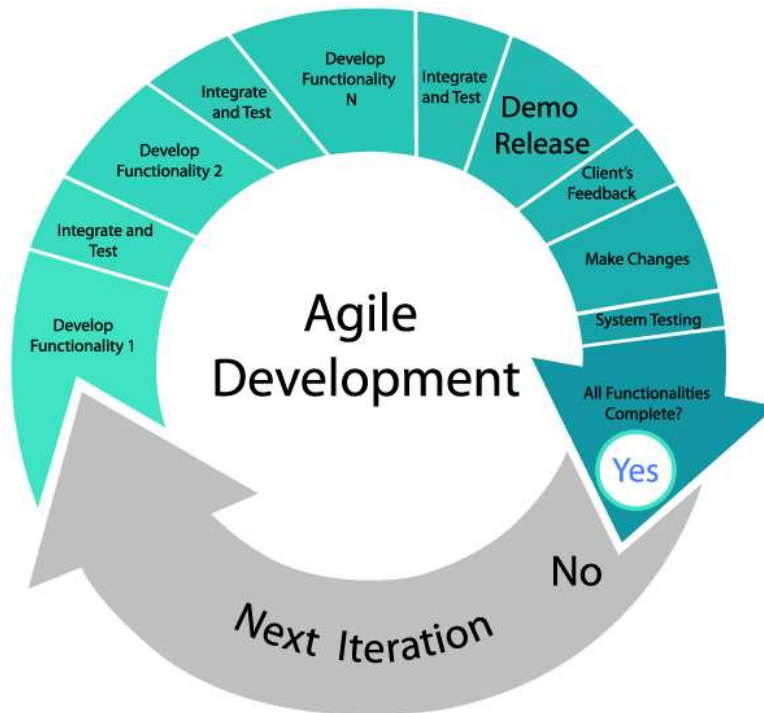 Develop
Functionality 1
Integrate and
Test
Develop
Functionality 2
Integrate
and Test
Develop
Functionality
N
Integrate
and Test
Demo
Release
Client's
Feedback
Make Changes
System Testing
All Functionalities
Complete?
Yes
No
Next Iteration
Agile
Development